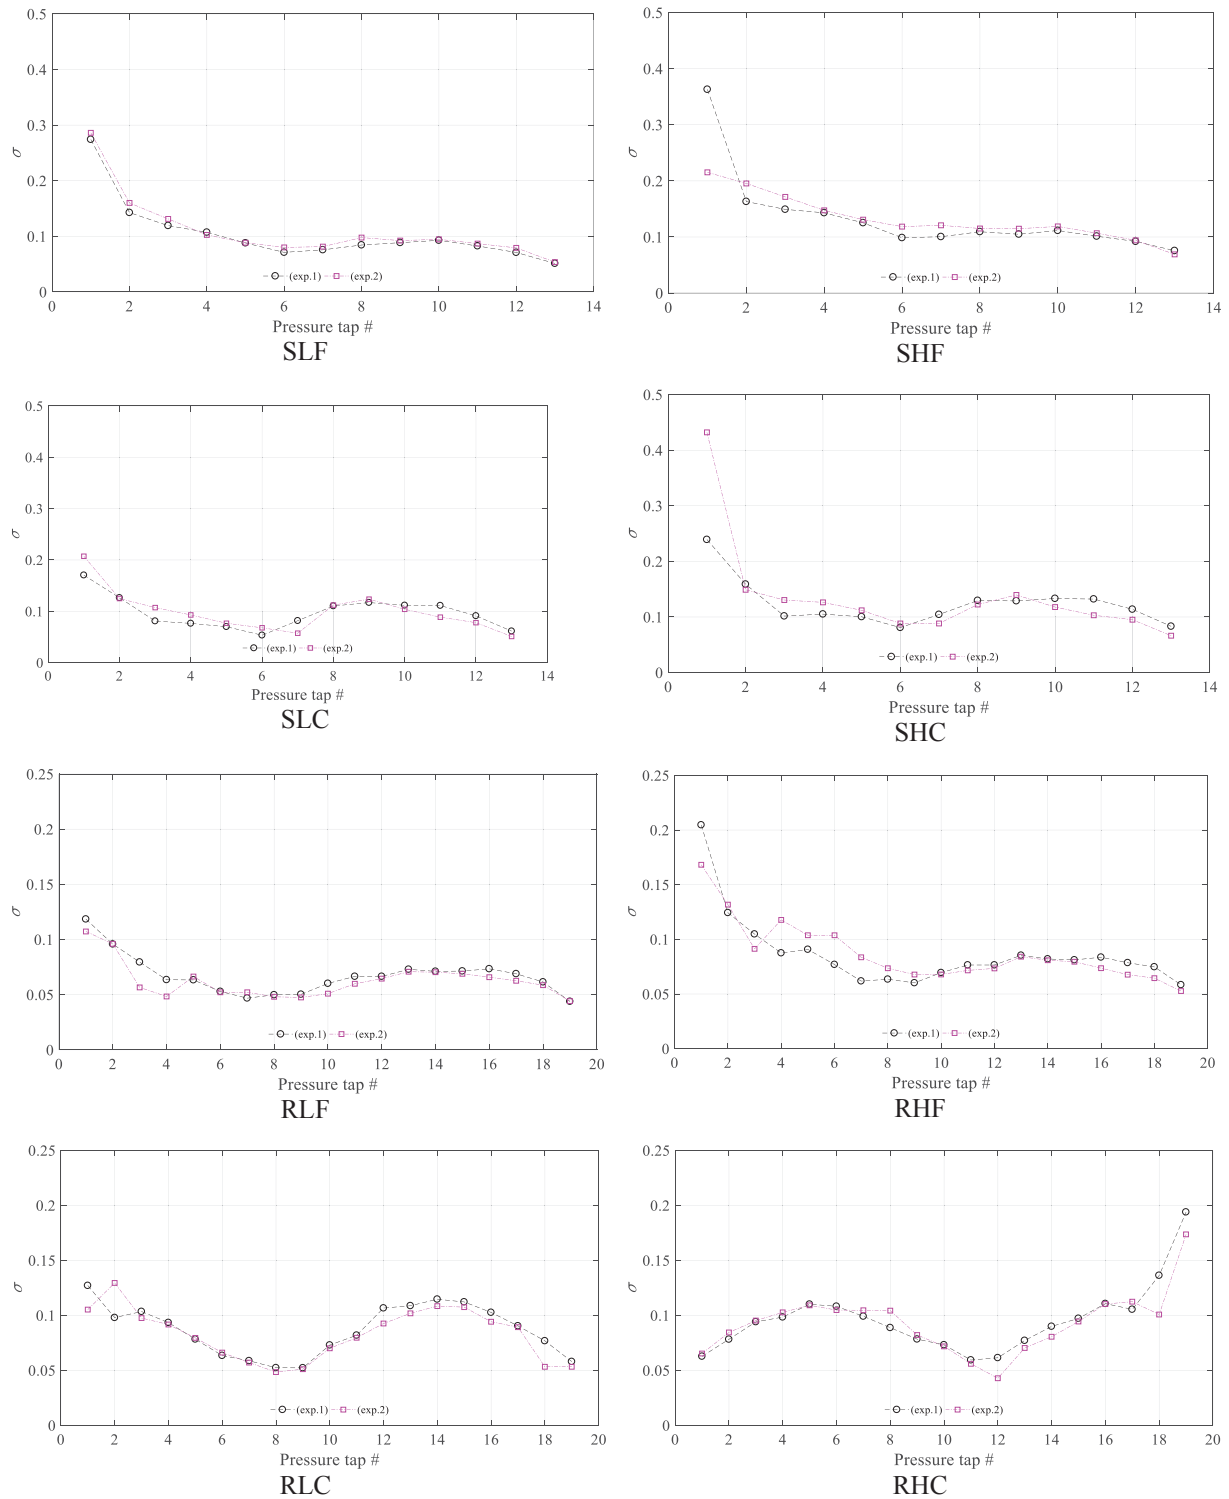 0.5
0.4
0.3
0.2
0.1
0
σ
0 2 4 6 8 10 12 14
(exp.1) (exp.2)
Pressure tap #
SLF
0.5
0.4
0.3
0.2
0.1
0
σ
0 2 4 6 8 10 12 14
(exp.1) (exp.2)
Pressure tap #
SHF
0.5
0.4
0.3
0.2
0.1
0
σ
0 2 4 6 8 10 12 14
(exp.1) (exp.2)
Pressure tap #
SLC
0.5
0.4
0.3
0.2
0.1
0
σ
0 2 4 6 8 10 12 14
(exp.1) (exp.2)
Pressure tap #
SHC
0.25
0.2
0.15
0.1
0.05
0
σ
0 2 4 6 8 10 12 14 16 18 20
(exp.1) (exp.2)
Pressure tap #
RLF
0.25
0.2
0.15
0.1
0.05
0
σ
0 2 4 6 8 10 12 14 16 18 20
(exp.1) (exp.2)
Pressure tap #
RHF
0.25
0.2
0.15
0.1
0.05
0
σ
0 2 4 6 8 10 12 14 16 18 20
(exp.1) (exp.2)
Pressure tap #
RLC
0.25
0.2
0.15
0.1
0.05
0
σ
0 2 4 6 8 10 12 14 16 18 20
(exp.1) (exp.2)
Pressure tap #
RHC